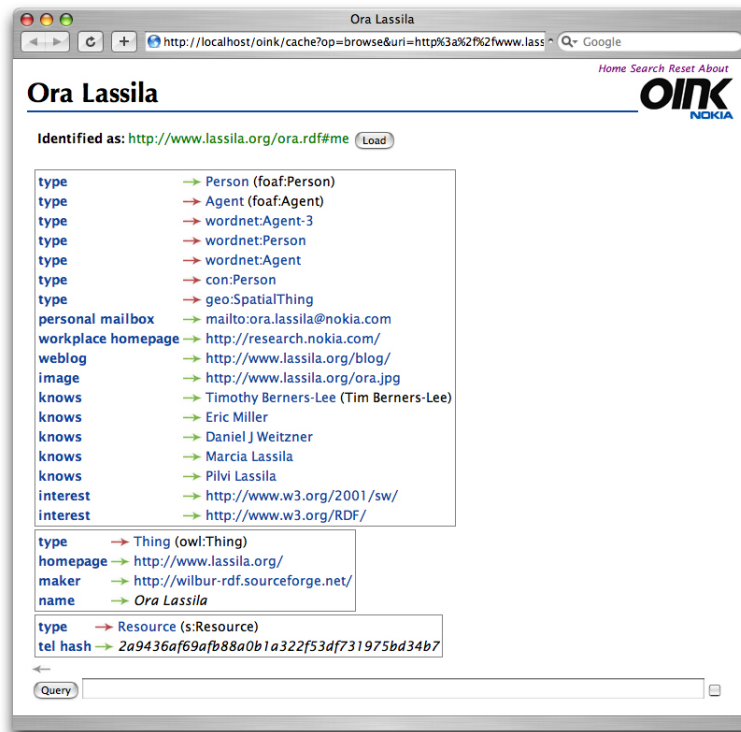 Ora Lassila
http://localhost/oink/cache?op=browse&uri=http%3a%2f%2fwww.lass
Google
Home Search Reset About
Ora Lassila
OINK
NOKIA
Identified as: http://www.lassila.org/ora.rdf#me Load
type → Person (foaf:Person)
type → Agent (foaf:Agent)
type → wordnet:Agent-3
type → wordnet:Person
type → wordnet:Agent
type → con:Person
type → geo:SpatialThing
personal mailbox → mailto:ora.lassila@nokia.com
workplace homepage → http://research.nokia.com/
weblog → http://www.lassila.org/blog/
image → http://www.lassila.org/ora.jpg
knows → Timothy Berners-Lee (Tim Berners-Lee)
knows → Eric Miller
knows → Daniel J Weitzner
knows → Marcia Lassila
knows → Pilvi Lassila
interest → http://www.w3.org/2001/sw/
interest → http://www.w3.org/RDF/
type → Thing (owl:Thing)
homepage → http://www.lassila.org/
maker → http://wilbur-rdf.sourceforge.net/
name → Ora Lassila
type → Resource (s:Resource)
tel hash → 2a9436af69afb88a0b1a322f53df731975bd34b7
←
Query